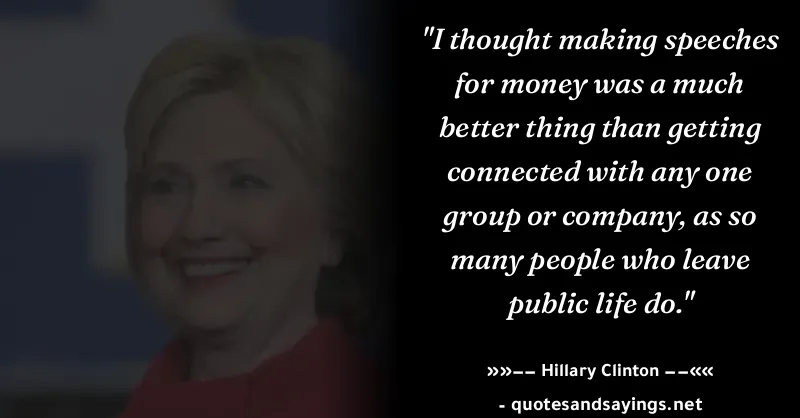 "I thought making speeches
for money was a much
better thing than getting
connected with any one
group or company, as so
many people who leave
public life do."
»»−− Hillary Clinton −−««
- quotesandsayings.net